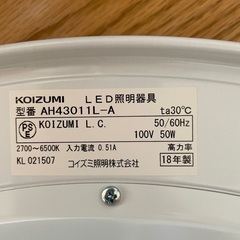 KOIZUMI LED照明器具
型番 AH43011L-A ta30℃
PSE KOIZUMI L.C. 50/60Hz
100V 50W
2700～6500K 入力電流 0.51A 高力率
KL 021507 コイズミ照明株式会社 18年製